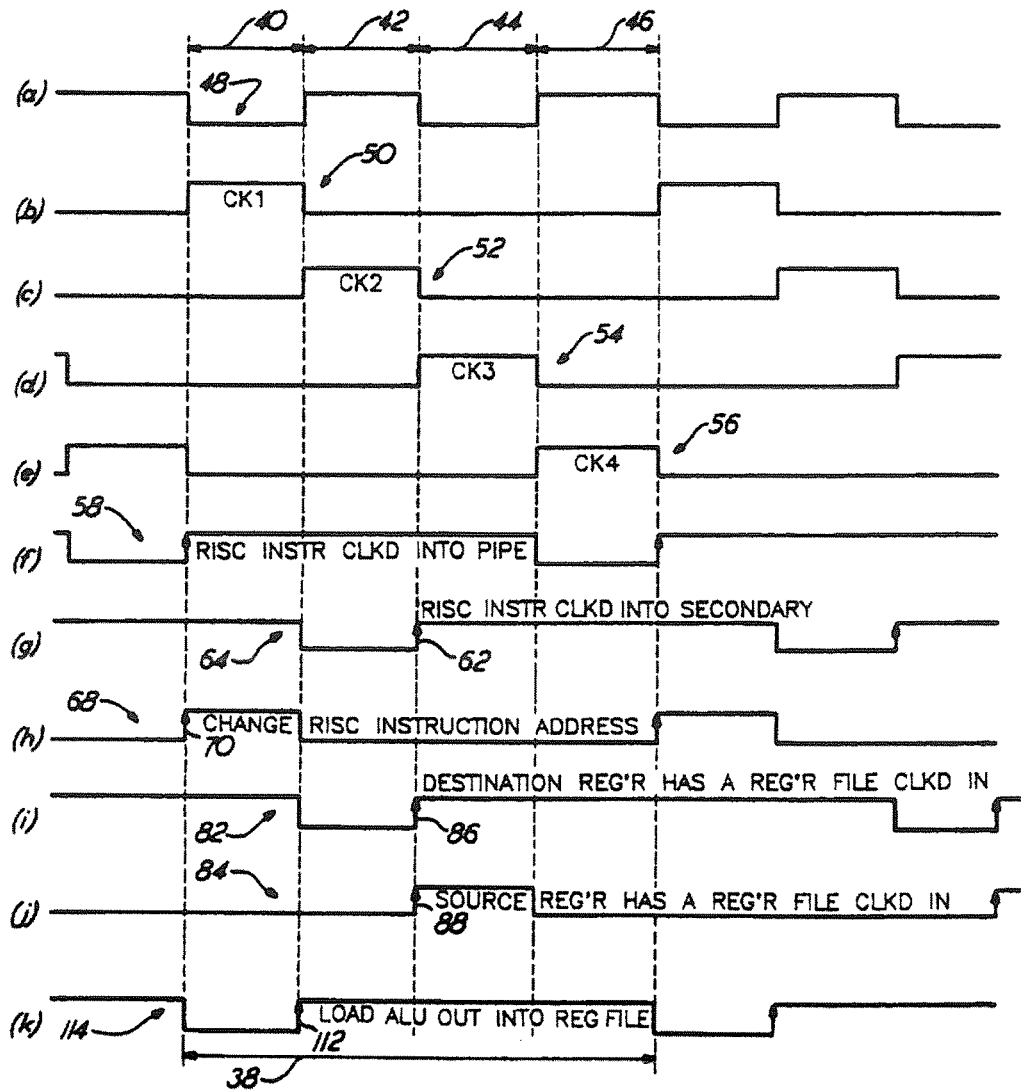 40 42 44 46
(a) 48
(b) CK1 50
(c) CK2 52
(d) CK3 54
(e) CK4 56
58
(f) RISC INSTR CLKD INTO PIPE
RISC INSTR CLKD INTO SECONDARY
(g) 64 62
68
(h) CHANGE RISC INSTRUCTION ADDRESS
70
DESTINATION REG'R HAS A REG'R FILE CLKD IN
(i) 82 86
84
(j) SOURCE REG'R HAS A REG'R FILE CLKD IN
88
(k) 114 LOAD ALU OUT INTO REG FILE
112
38